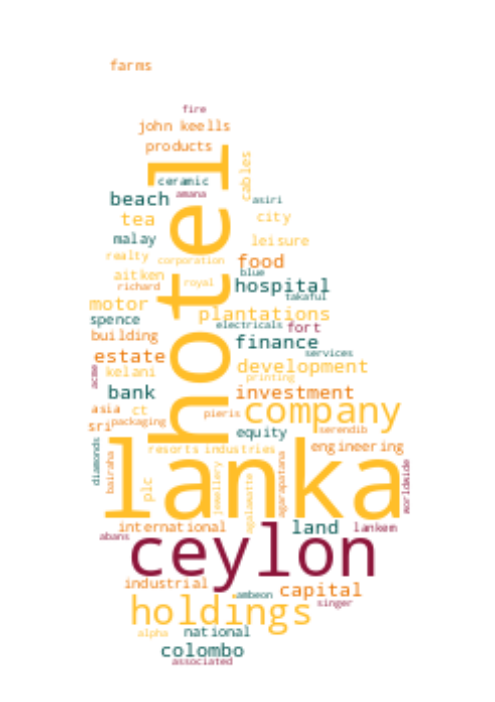 farms
fire
john keells
products
hotel
cables
ceramic
amana
beach
asiri
tea
city
malay
leisure
realty
corporation
food
aitken
blue
richard
royal
hospital
takaful
motor
plantations
spence
electricals
fort
building
finance
estate
services
kelani
development
acme
printing
bank
investment
asia
ct
pieris
company
sri
packaging
equity
serendib
resorts
industries
engineering
lanka
diamonds
bairaha
plc
jewellery
agalawatte
agarapatana
worldwide
international
land
lankem
abans
ceylon
industrial
capital
ambeon
singer
holdings
alpha
national
colombo
associated